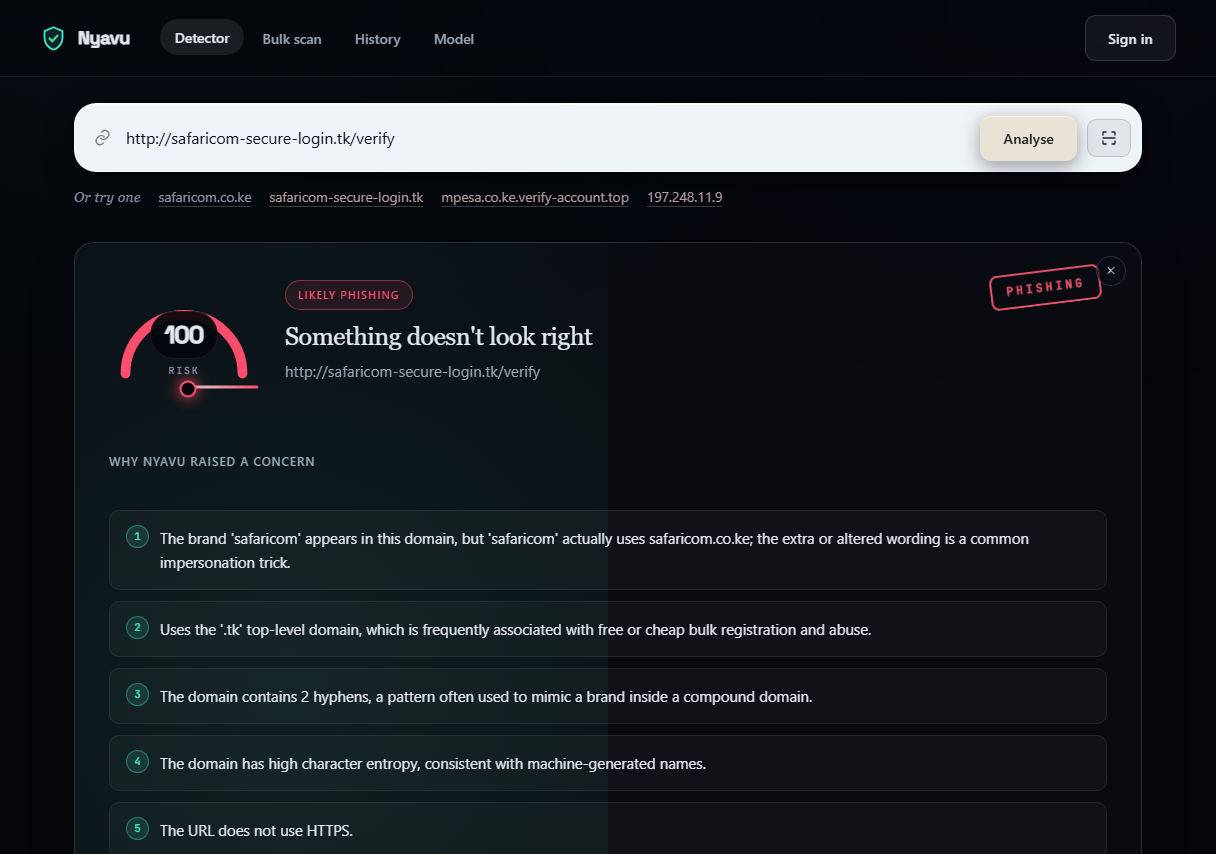 Nyavu
Detector
Bulk scan
History
Model
Sign in
http://safaricom-secure-login.tk/verify
Analyse
Or try one
safaricom.co.ke
safaricom-secure-login.tk
mpesa.co.ke.verify-account.top
197.248.11.9
PHISHING
100
RISK
LIKELY PHISHING
Something doesn't look right
http://safaricom-secure-login.tk/verify
WHY NYAVU RAISED A CONCERN
1
The brand 'safaricom' appears in this domain, but 'safaricom' actually uses safaricom.co.ke; the extra or altered wording is a common
impersonation trick.
2
Uses the '.tk' top-level domain, which is frequently associated with free or cheap bulk registration and abuse.
3
The domain contains 2 hyphens, a pattern often used to mimic a brand inside a compound domain.
4
The domain has high character entropy, consistent with machine-generated names.
5
The URL does not use HTTPS.